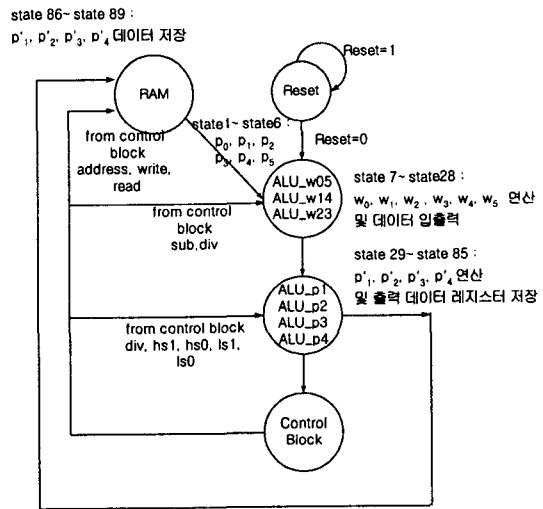 state 86~ state 89 :
p'₁, p'₂, p'₃, p'₄ 데이터 저장
Reset=1
RAM
Reset
state1~ state6 :
p₀, p₁, p₂
p₃, p₄, p₅
Reset=0
from control
block
address, write,
read
ALU_w05
ALU_w14
ALU_w23
state 7~ state28 :
w₀, w₁, w₂ , w₃, w₄, w₅ 연산
및 데이터 입출력
from control
block
sub,div
state 29~ state 85 :
p'₁, p'₂, p'₃, p'₄ 연산
및 출력 데이터 레지스터 저장
ALU_p1
ALU_p2
ALU_p3
ALU_p4
from control block
div, hs1, hs0, ls1,
ls0
Control
Block